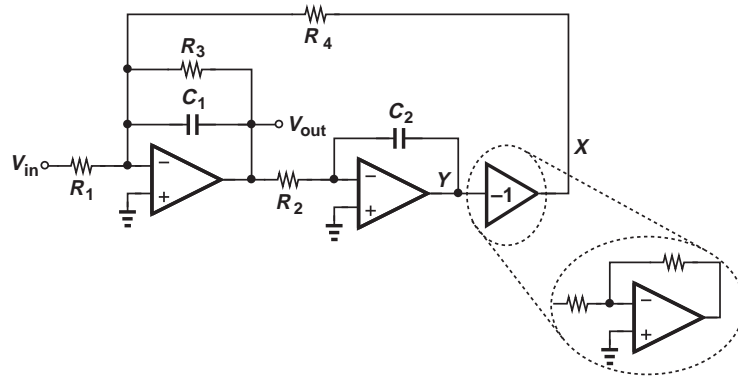 R4
R3
C1
Vout
C2
X
Vin
R1
−
+
R2
−
+
Y
−1
−
+